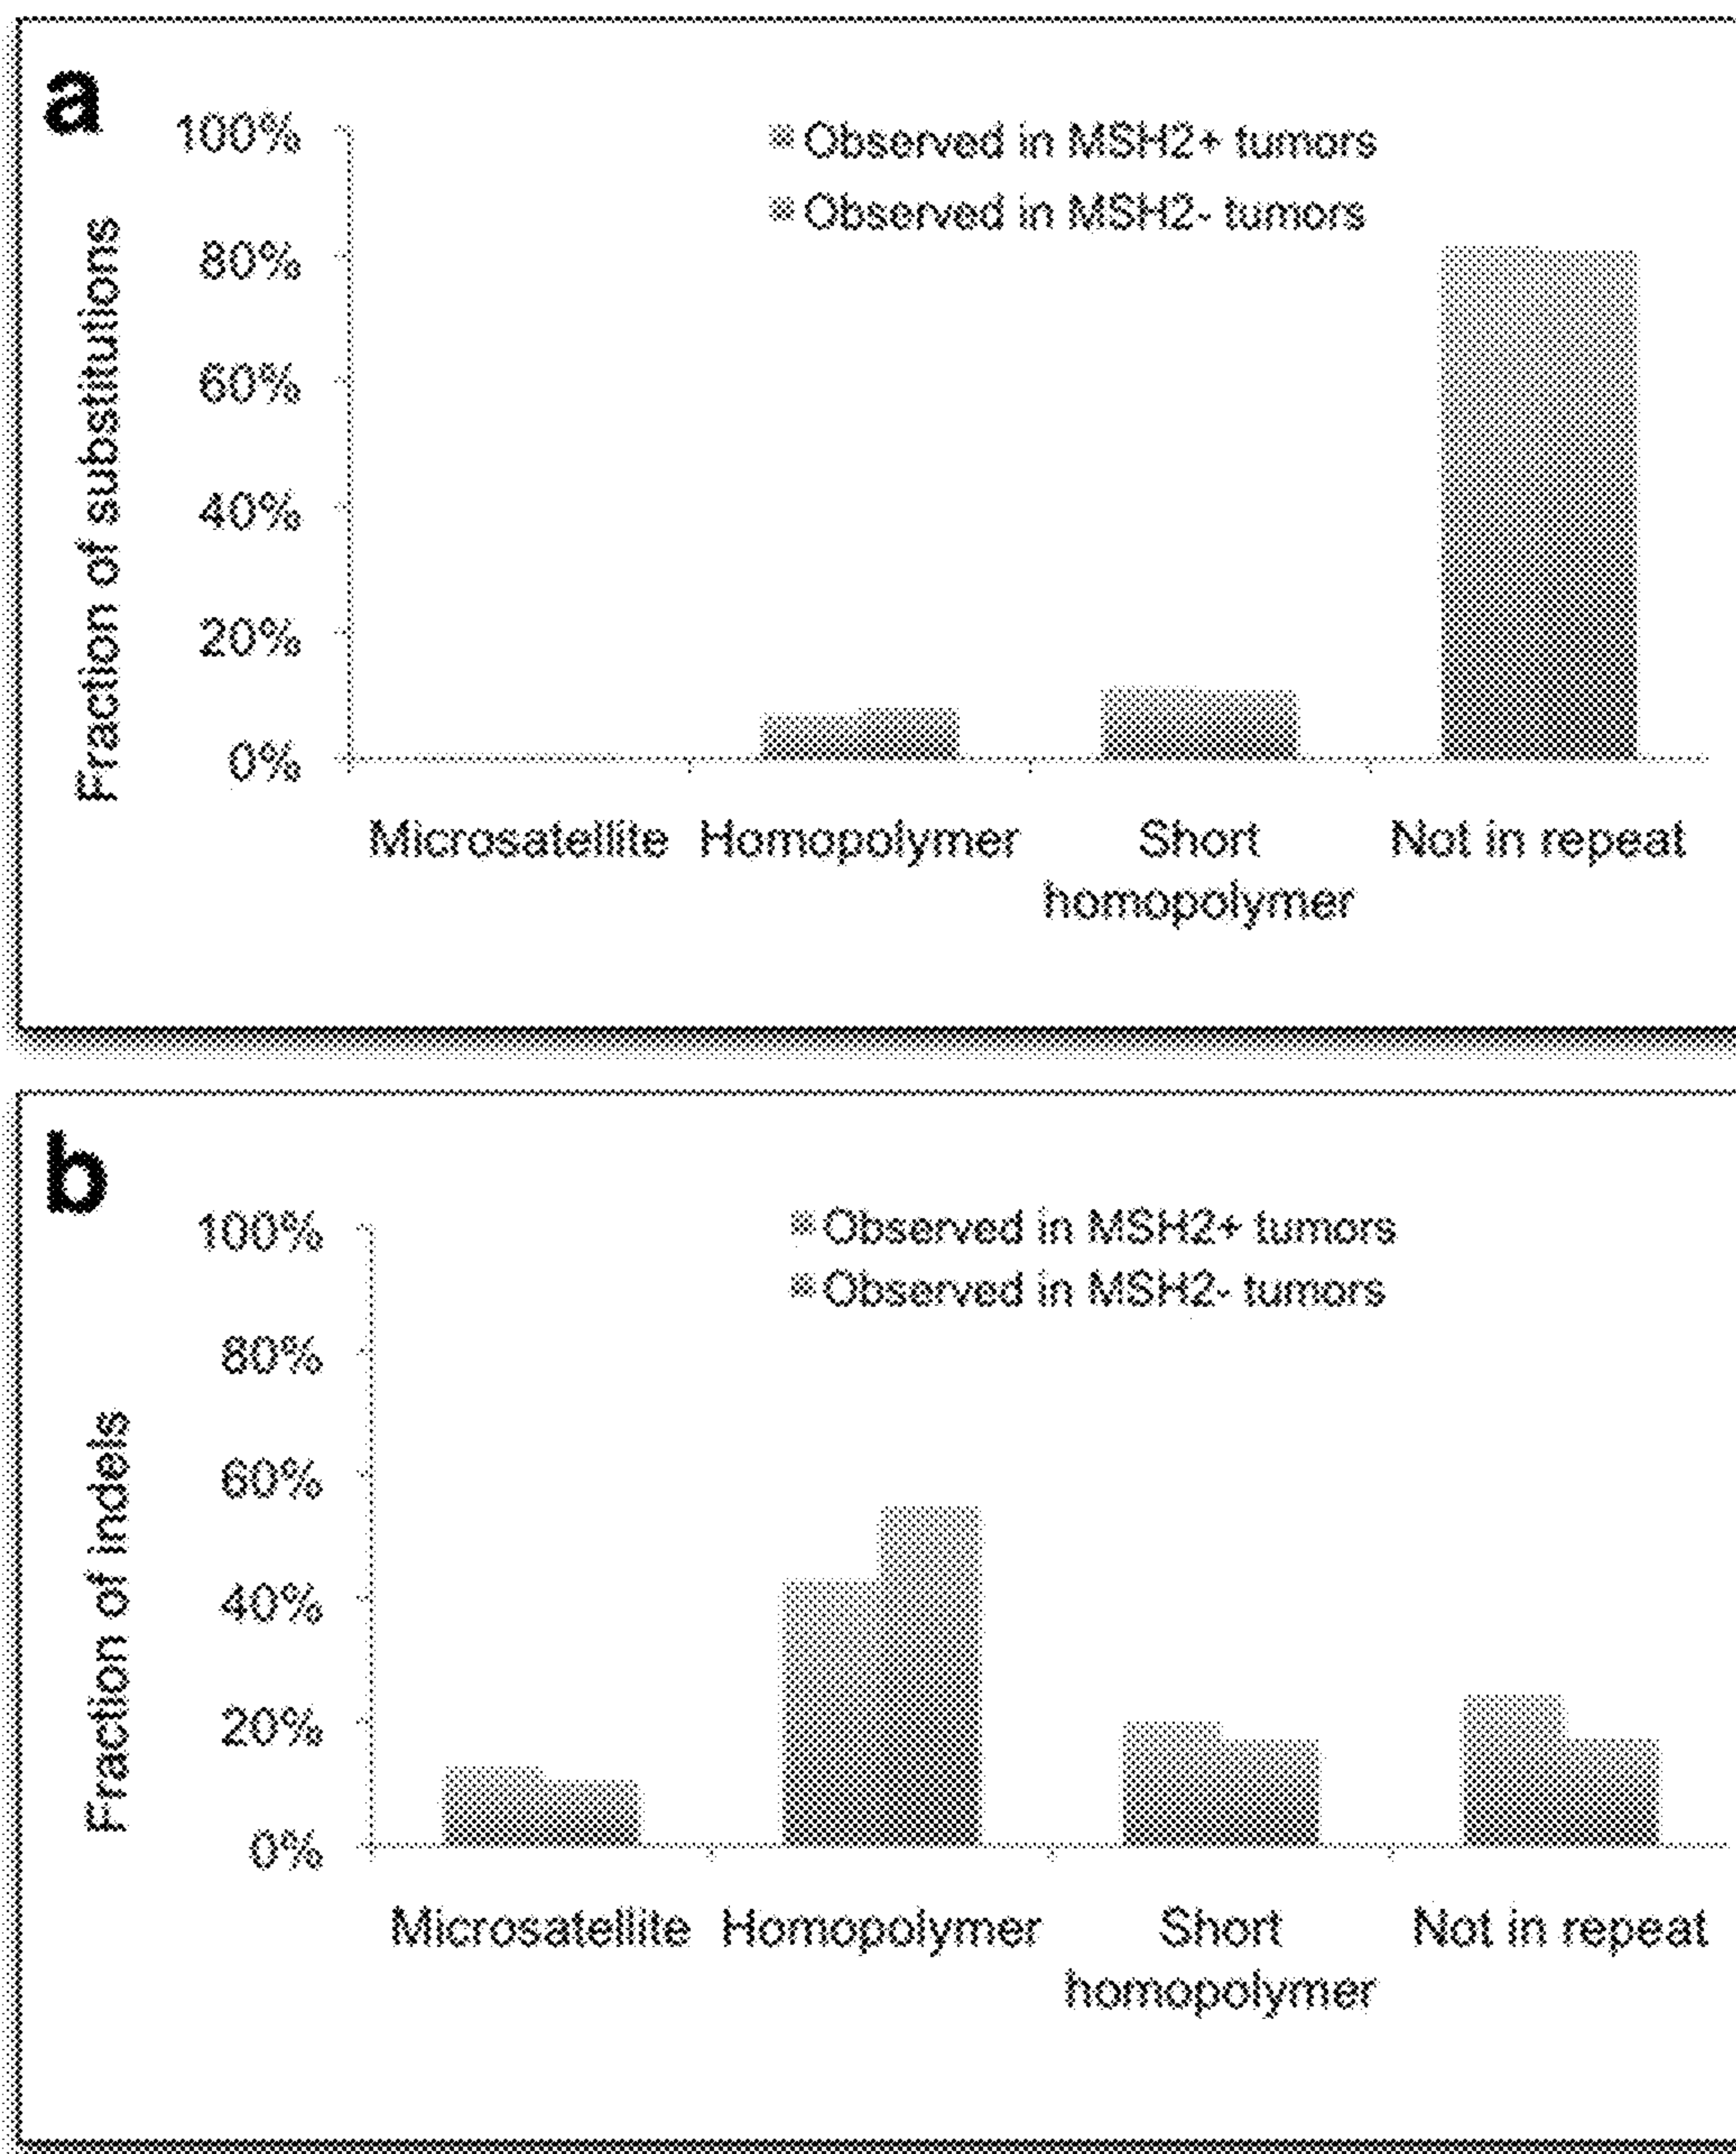 a
100%
80%
60%
40%
20%
0%
Fraction of substitutions
Observed in MSH2+ tumors
Observed in MSH2- tumors
Microsatellite Homopolymer Short Not in repeat
homopolymer
b
100%
80%
60%
40%
20%
0%
Fraction of indels
Observed in MSH2+ tumors
Observed in MSH2- tumors
Microsatellite Homopolymer Short Not in repeat
homopolymer